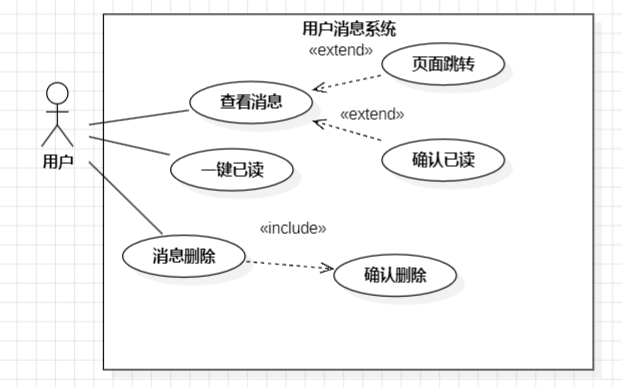 用户消息系统
«extend»
页面跳转
查看消息
«extend»
用户
一键已读
确认已读
«include»
消息删除
确认删除